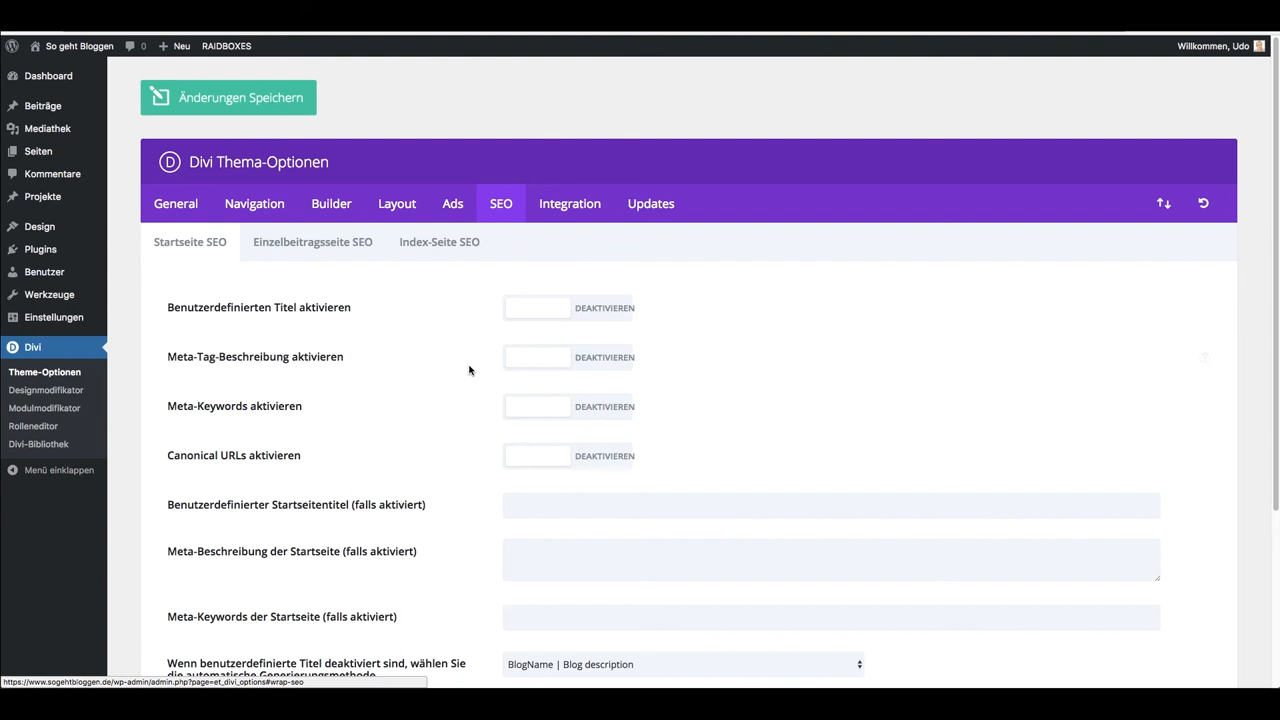 So geht Bloggen 0 Neu RAIDBOXES Willkommen, Udo
Dashboard
Beiträge
Mediathek
Seiten
Kommentare
Projekte
Design
Plugins
Benutzer
Werkzeuge
Einstellungen
Divi
Theme-Optionen
Designmodifikator
Modulmodifikator
Rolleneditor
Divi-Bibliothek
Menü einklappen
Änderungen Speichern
D Divi Thema-Optionen
General Navigation Builder Layout Ads SEO Integration Updates
Startseite SEO Einzelbeitragsseite SEO Index-Seite SEO
Benutzerdefinierten Titel aktivieren DEAKTIVIEREN
Meta-Tag-Beschreibung aktivieren DEAKTIVIEREN
Meta-Keywords aktivieren DEAKTIVIEREN
Canonical URLs aktivieren DEAKTIVIEREN
Benutzerdefinierter Startseitentitel (falls aktiviert)
Meta-Beschreibung der Startseite (falls aktiviert)
Meta-Keywords der Startseite (falls aktiviert)
Wenn benutzerdefinierte Titel deaktiviert sind, wählen Sie BlogName | Blog description
die automatische Generierungsmethode
https://www.sogehtbloggen.de/wp-admin/admin.php?page=et_divi_options#wrap-seo